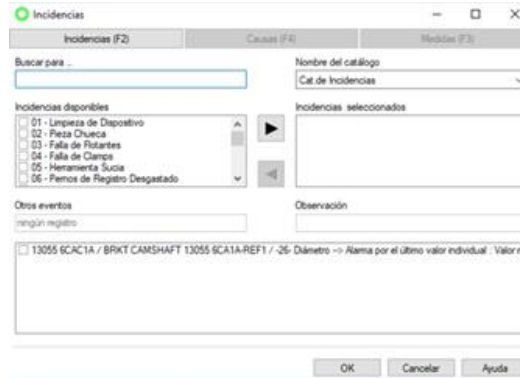 Incidencias
Incidencias (F2)
Causas (F4)
Medidas (F3)
Buscar para ..
Nombre del catálogo
Cat.de Incidencias
Incidencias disponibles
Incidencias seleccionados
01 - Limpieza de Dispositivo
02 - Pieza Chueca
03 - Falla de Flotantes
04 - Falla de Clamps
05 - Herramienta Sucia
06 - Pernos de Registro Desgastado
Otros eventos
Observación
ningún registro
13055 6CAC1A / BRKT CAMSHAFT 13055 6CA1A-REF1 / -26- Diámetro --> Alarma por el último valor individual : Valor
OK
Cancelar
Ayuda